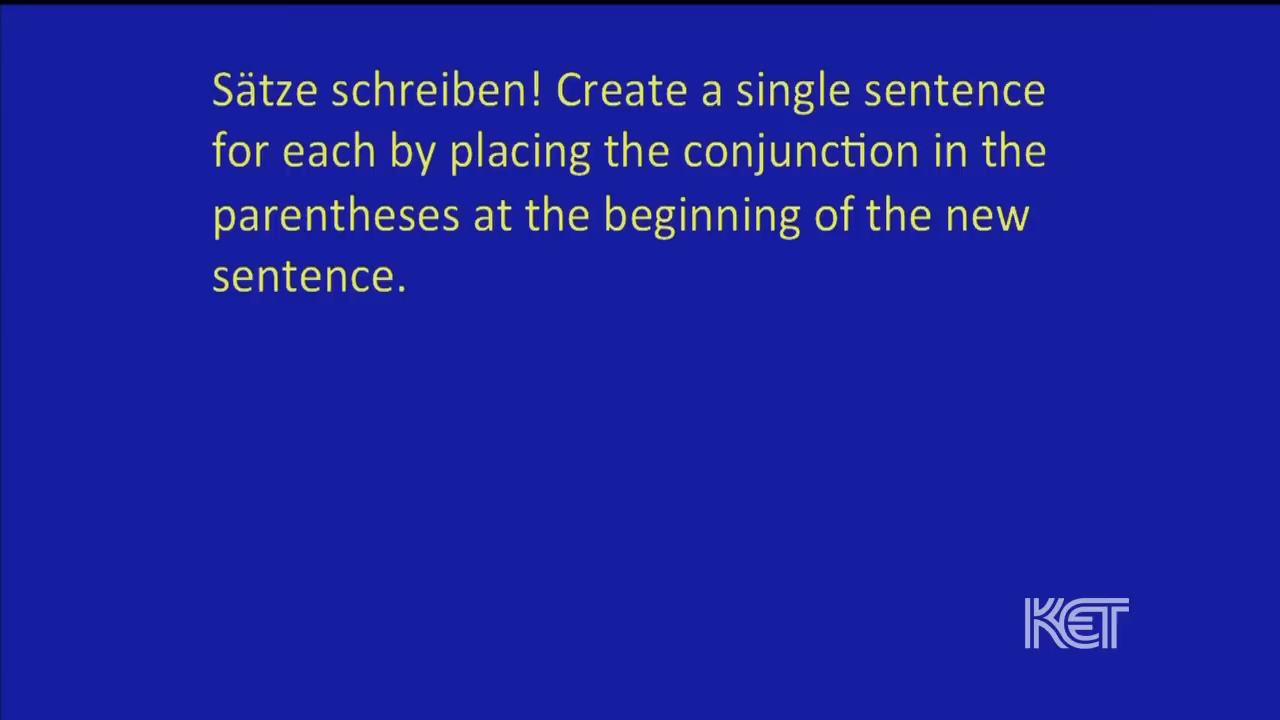 Sätze schreiben! Create a single sentence
for each by placing the conjunction in the
parentheses at the beginning of the new
sentence.
KET